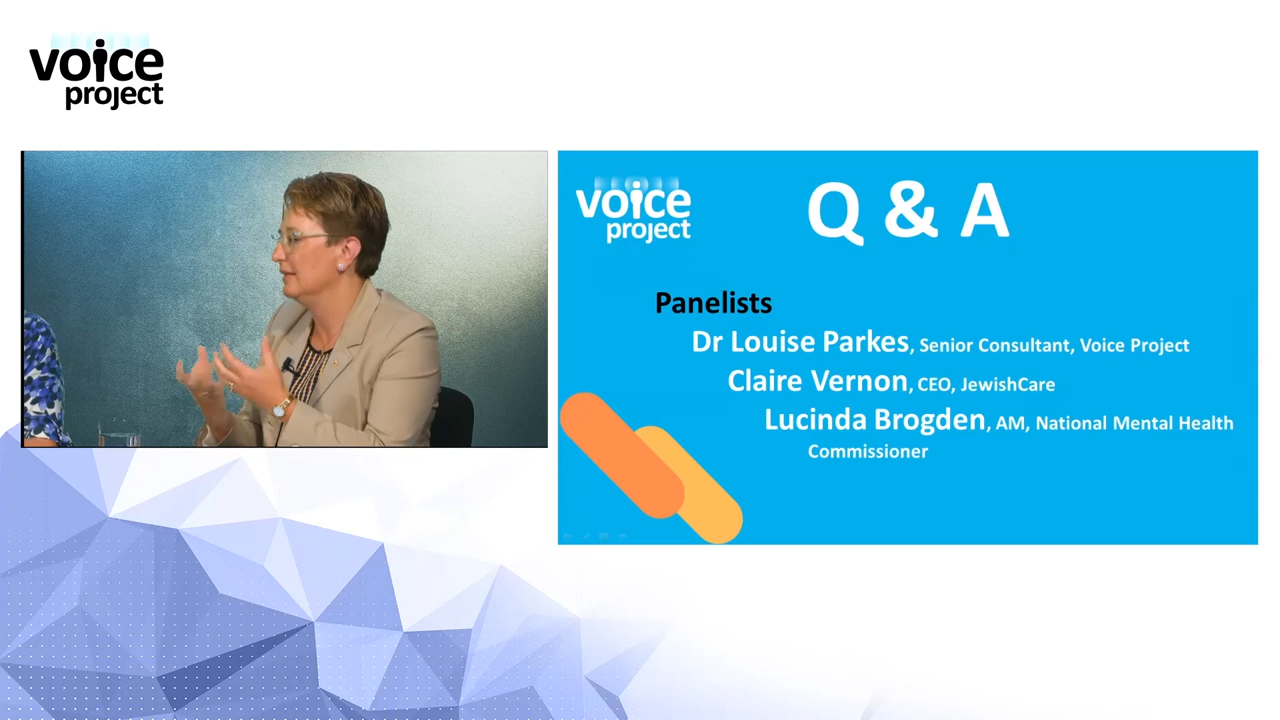 voice
project
voice
project
Q & A
Panelists
Dr Louise Parkes, Senior Consultant, Voice Project
Claire Vernon, CEO, JewishCare
Lucinda Brogden, AM, National Mental Health
Commissioner